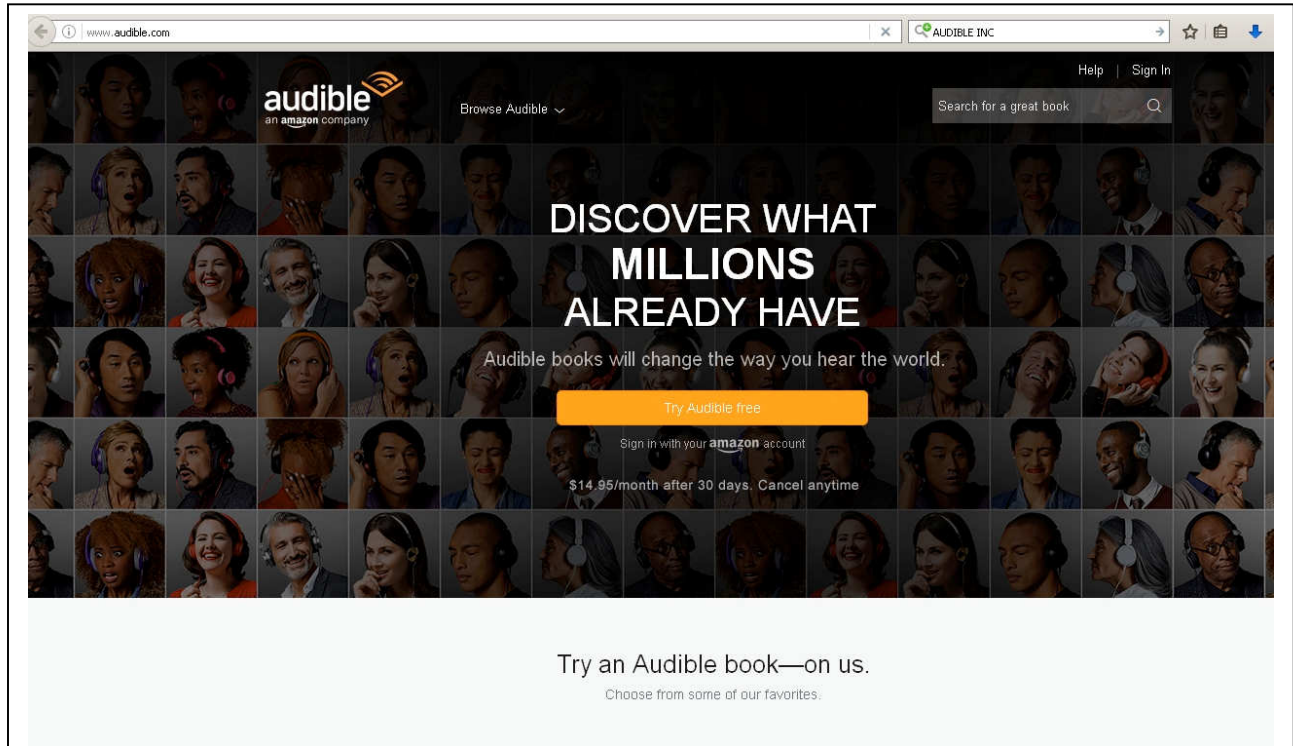 www.audible.com
AUDIBLE INC
Help | Sign In
audible
an amazon company
Browse Audible
Search for a great book
DISCOVER WHAT
MILLIONS
ALREADY HAVE
Audible books will change the way you hear the world.
Try Audible free
Sign in with your amazon account
$14.95/month after 30 days. Cancel anytime
Try an Audible book—on us.
Choose from some of our favorites.